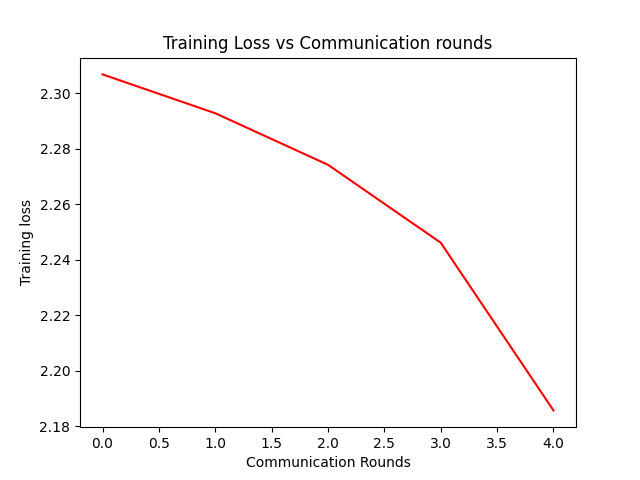 Training Loss vs Communication rounds
2.30
2.28
2.26
2.24
2.22
2.20
2.18
Training loss
0.0 0.5 1.0 1.5 2.0 2.5 3.0 3.5 4.0
Communication Rounds